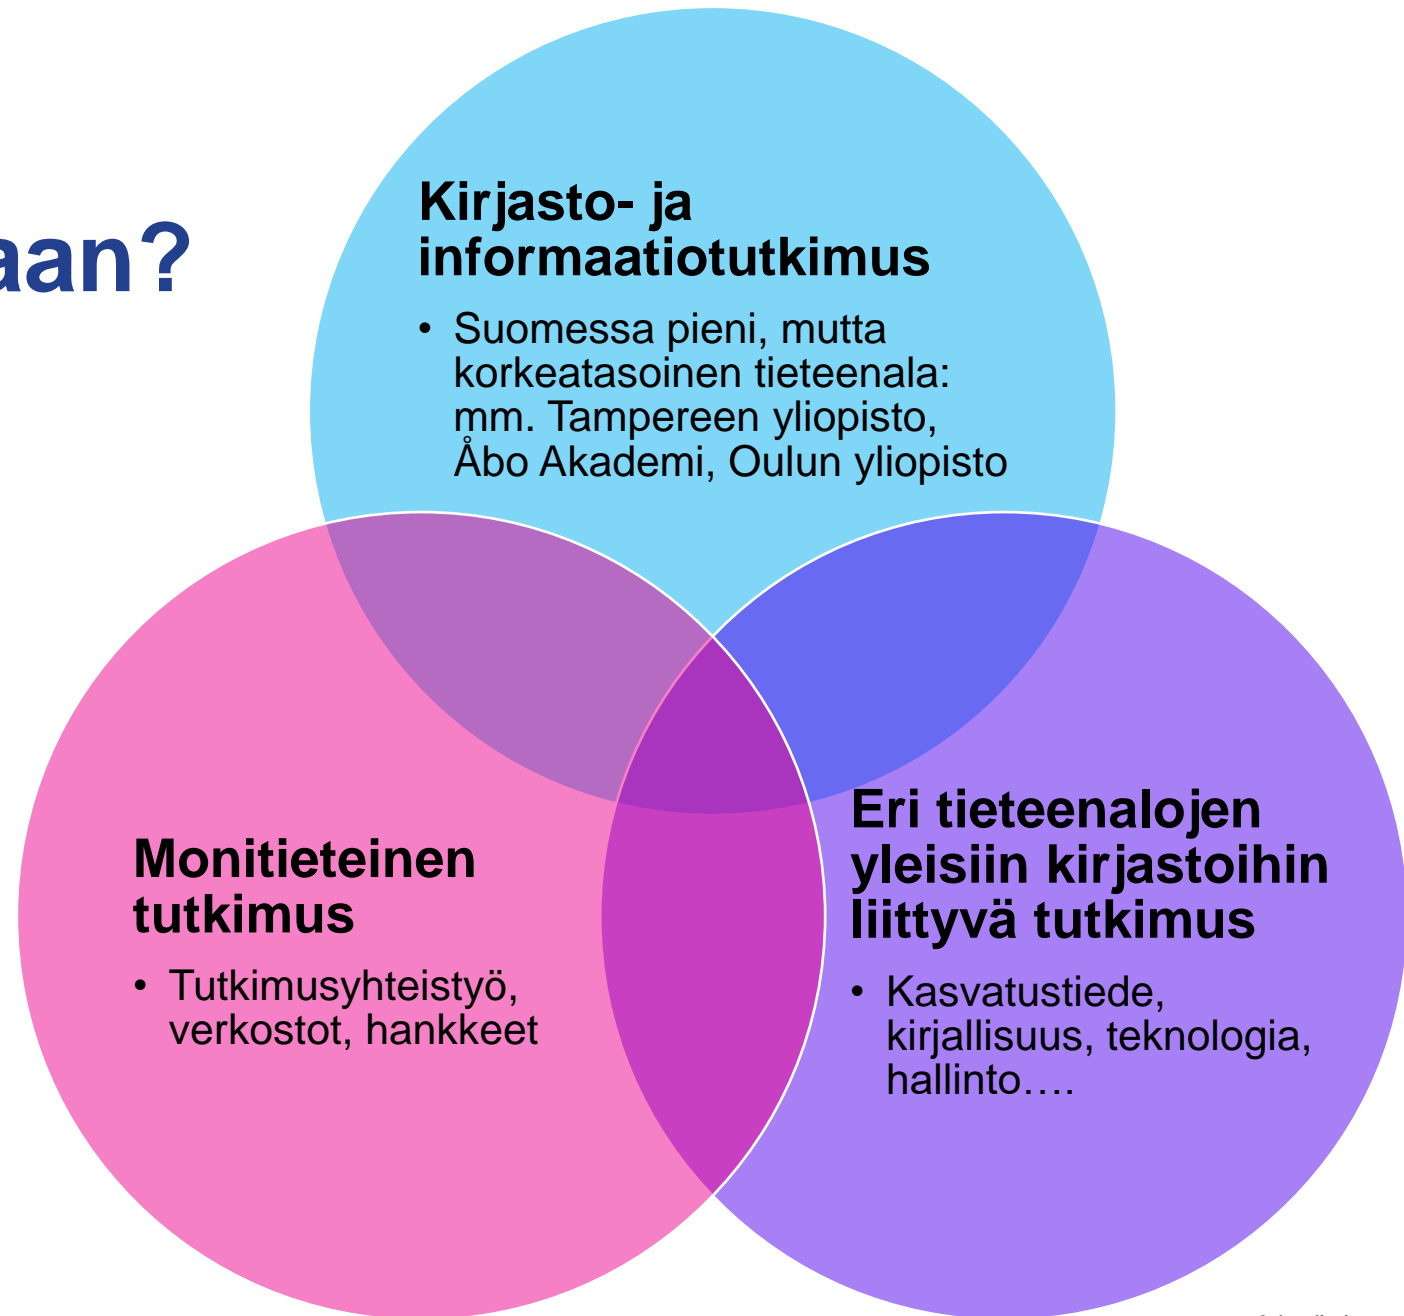 aan?
Kirjasto- ja
informaatiotutkimus
• Suomessa pieni, mutta
korkeatasoinen tieteenala:
mm. Tampereen yliopisto,
Åbo Akademi, Oulun yliopisto
Monitieteinen
tutkimus
• Tutkimusyhteistyö,
verkostot, hankkeet
Eri tieteenalojen
yleisiin kirjastoihin
liittyvä tutkimus
• Kasvatustiede,
kirjallisuus, teknologia,
hallinto….